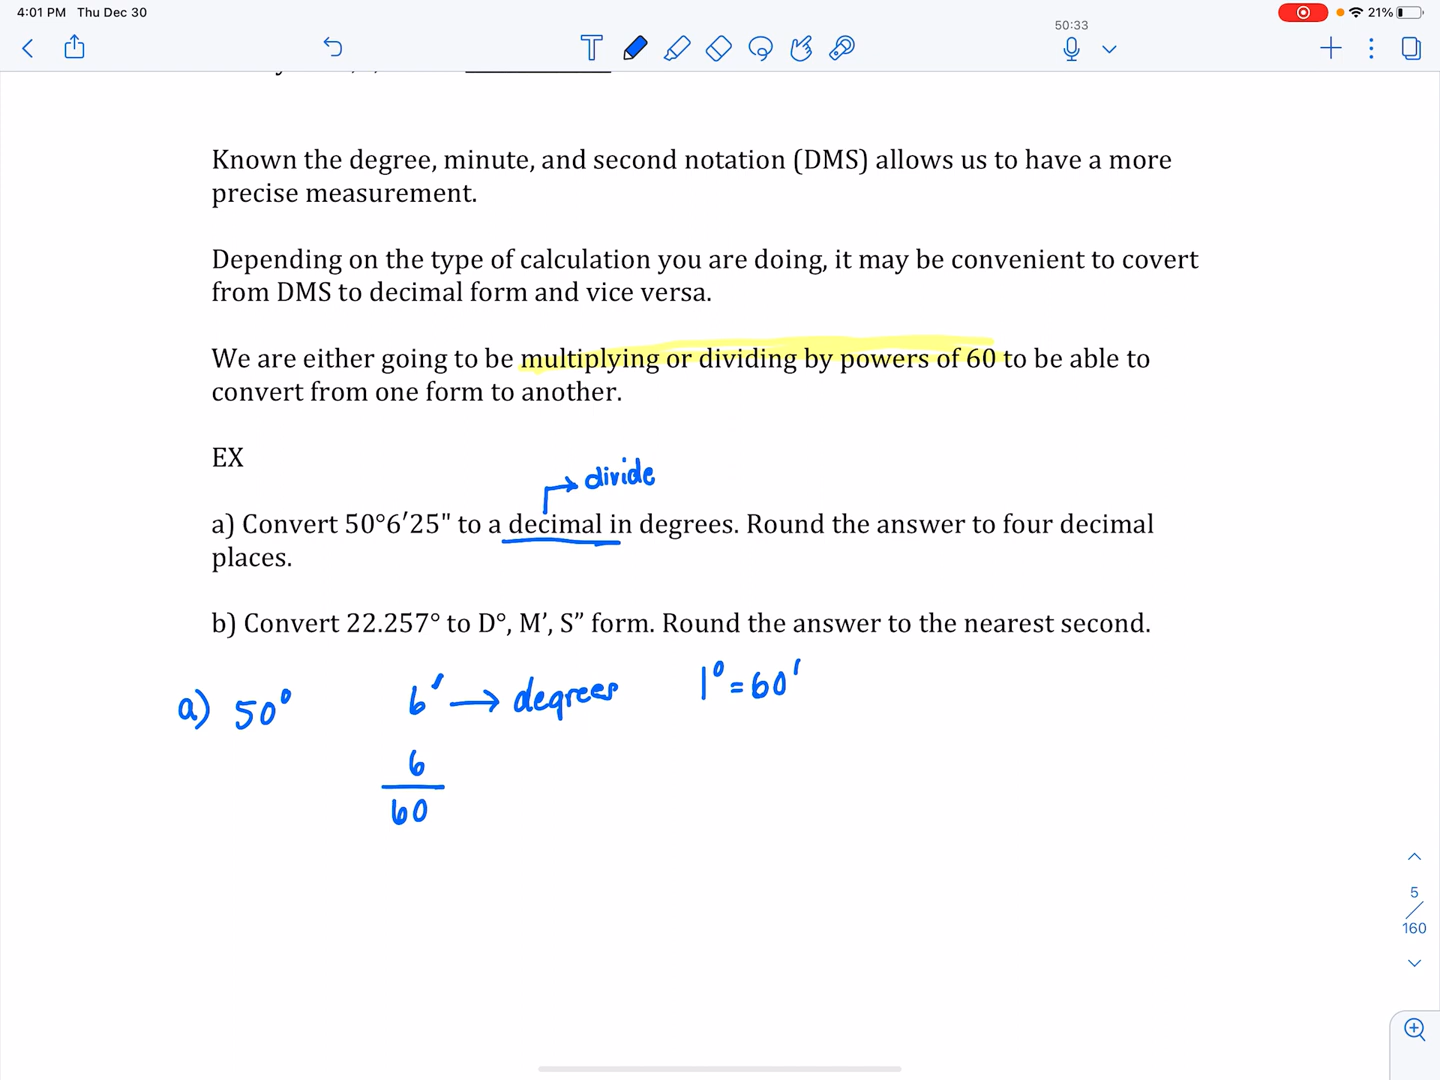 4:01 PM Thu Dec 30
21%
50:33
Known the degree, minute, and second notation (DMS) allows us to have a more
precise measurement.
Depending on the type of calculation you are doing, it may be convenient to covert
from DMS to decimal form and vice versa.
We are either going to be multiplying or dividing by powers of 60 to be able to
convert from one form to another.
EX
divide
a) Convert 50°6′25" to a decimal in degrees. Round the answer to four decimal
places.
b) Convert 22.257° to D°, M’, S” form. Round the answer to the nearest second.
a) 50° 6′ → degrees 1° = 60′
6
60
5
160